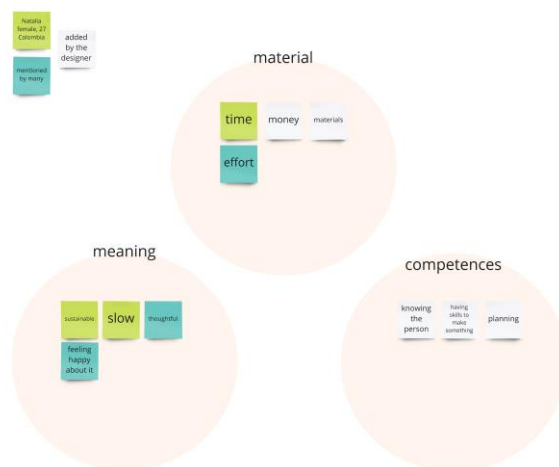 Natalia
female, 27
Colombia
added
by the
designer
mentioned
by many
material
time
money
materials
effort
meaning
sustainable
slow
thoughtful
feeling
happy
about it
competences
knowing
the
person
having
skills to
make
something
planning